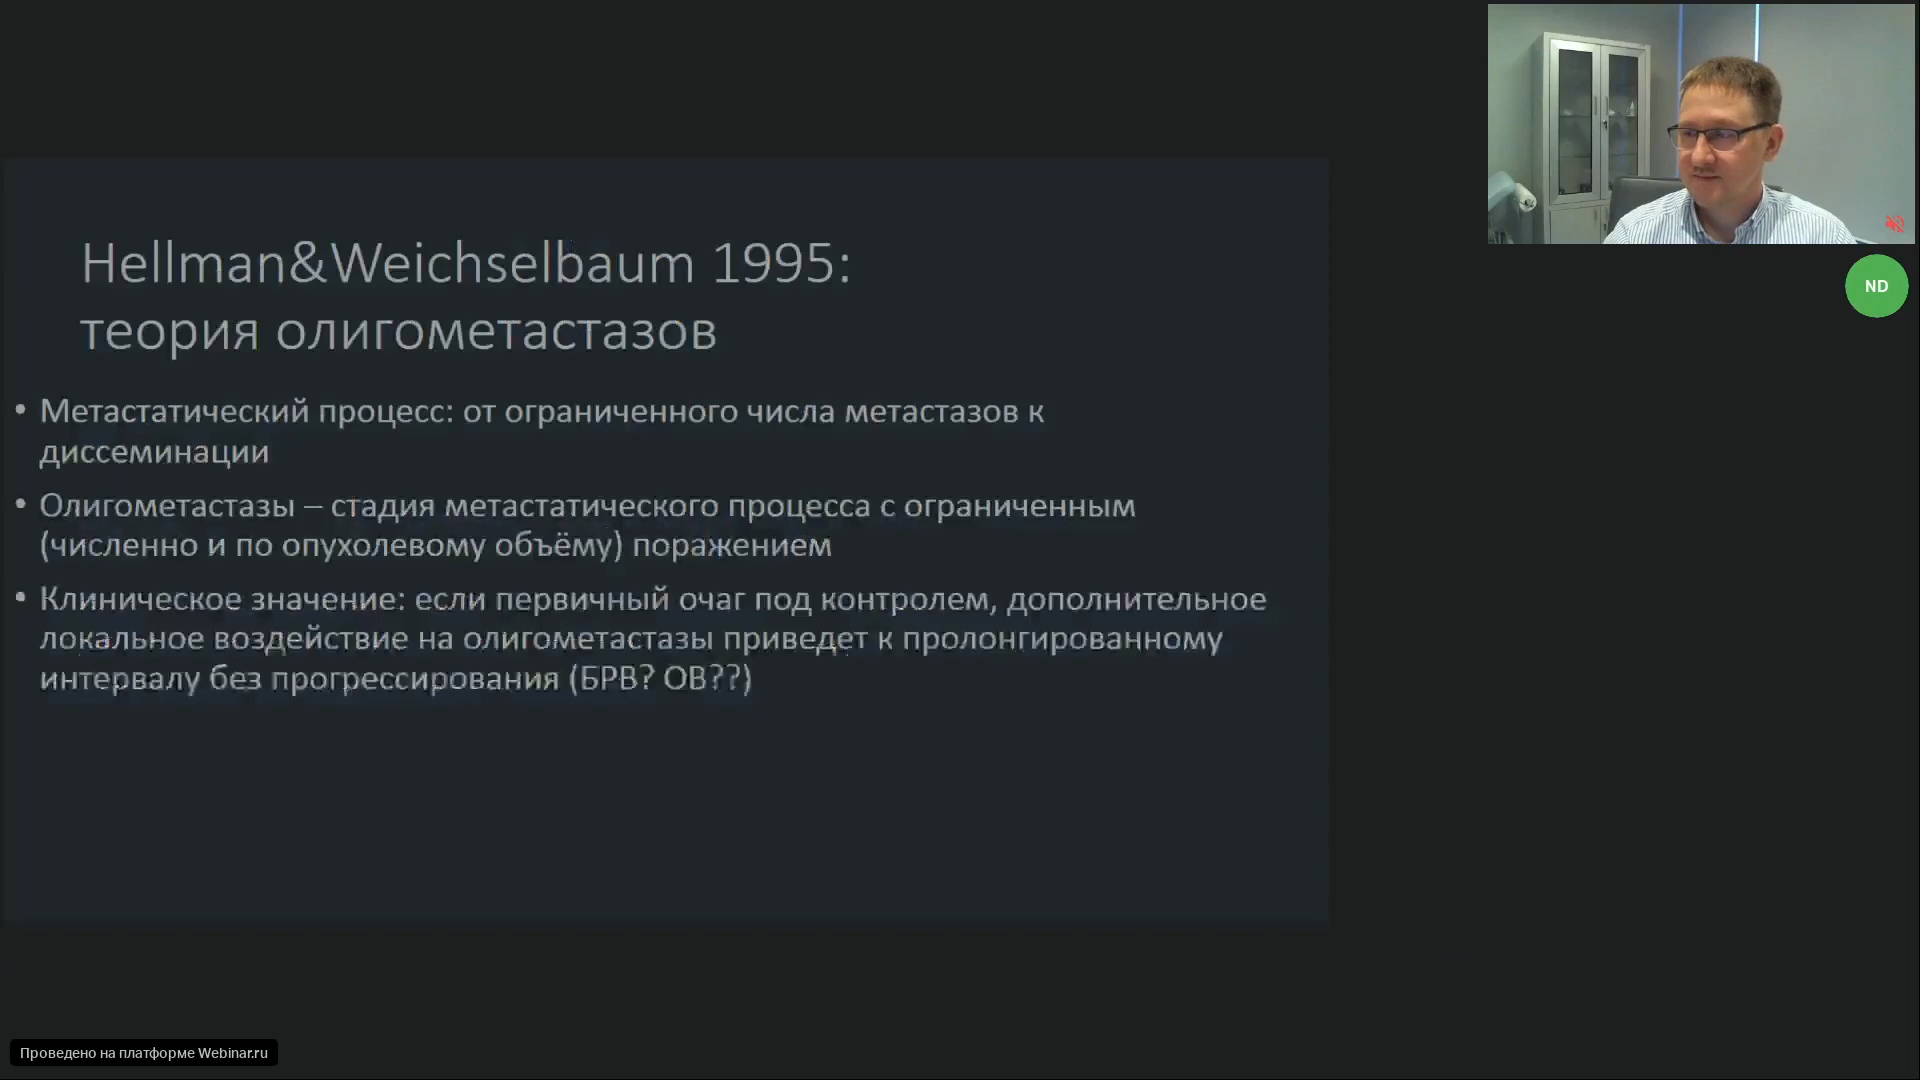 Hellman&Weichselbaum 1995:
теория олигометастазов
• Метастатический процесс: от ограниченного числа метастазов к
диссеминации
• Олигометастазы – стадия метастатического процесса с ограниченным
(численно и по опухолевому объёму) поражением
• Клиническое значение: если первичный очаг под контролем, дополнительное
локальное воздействие на олигометастазы приведет к пролонгированному
интервалу без прогрессирования (БРВ? ОВ??)
ND
Проведено на платформе Webinar.ru